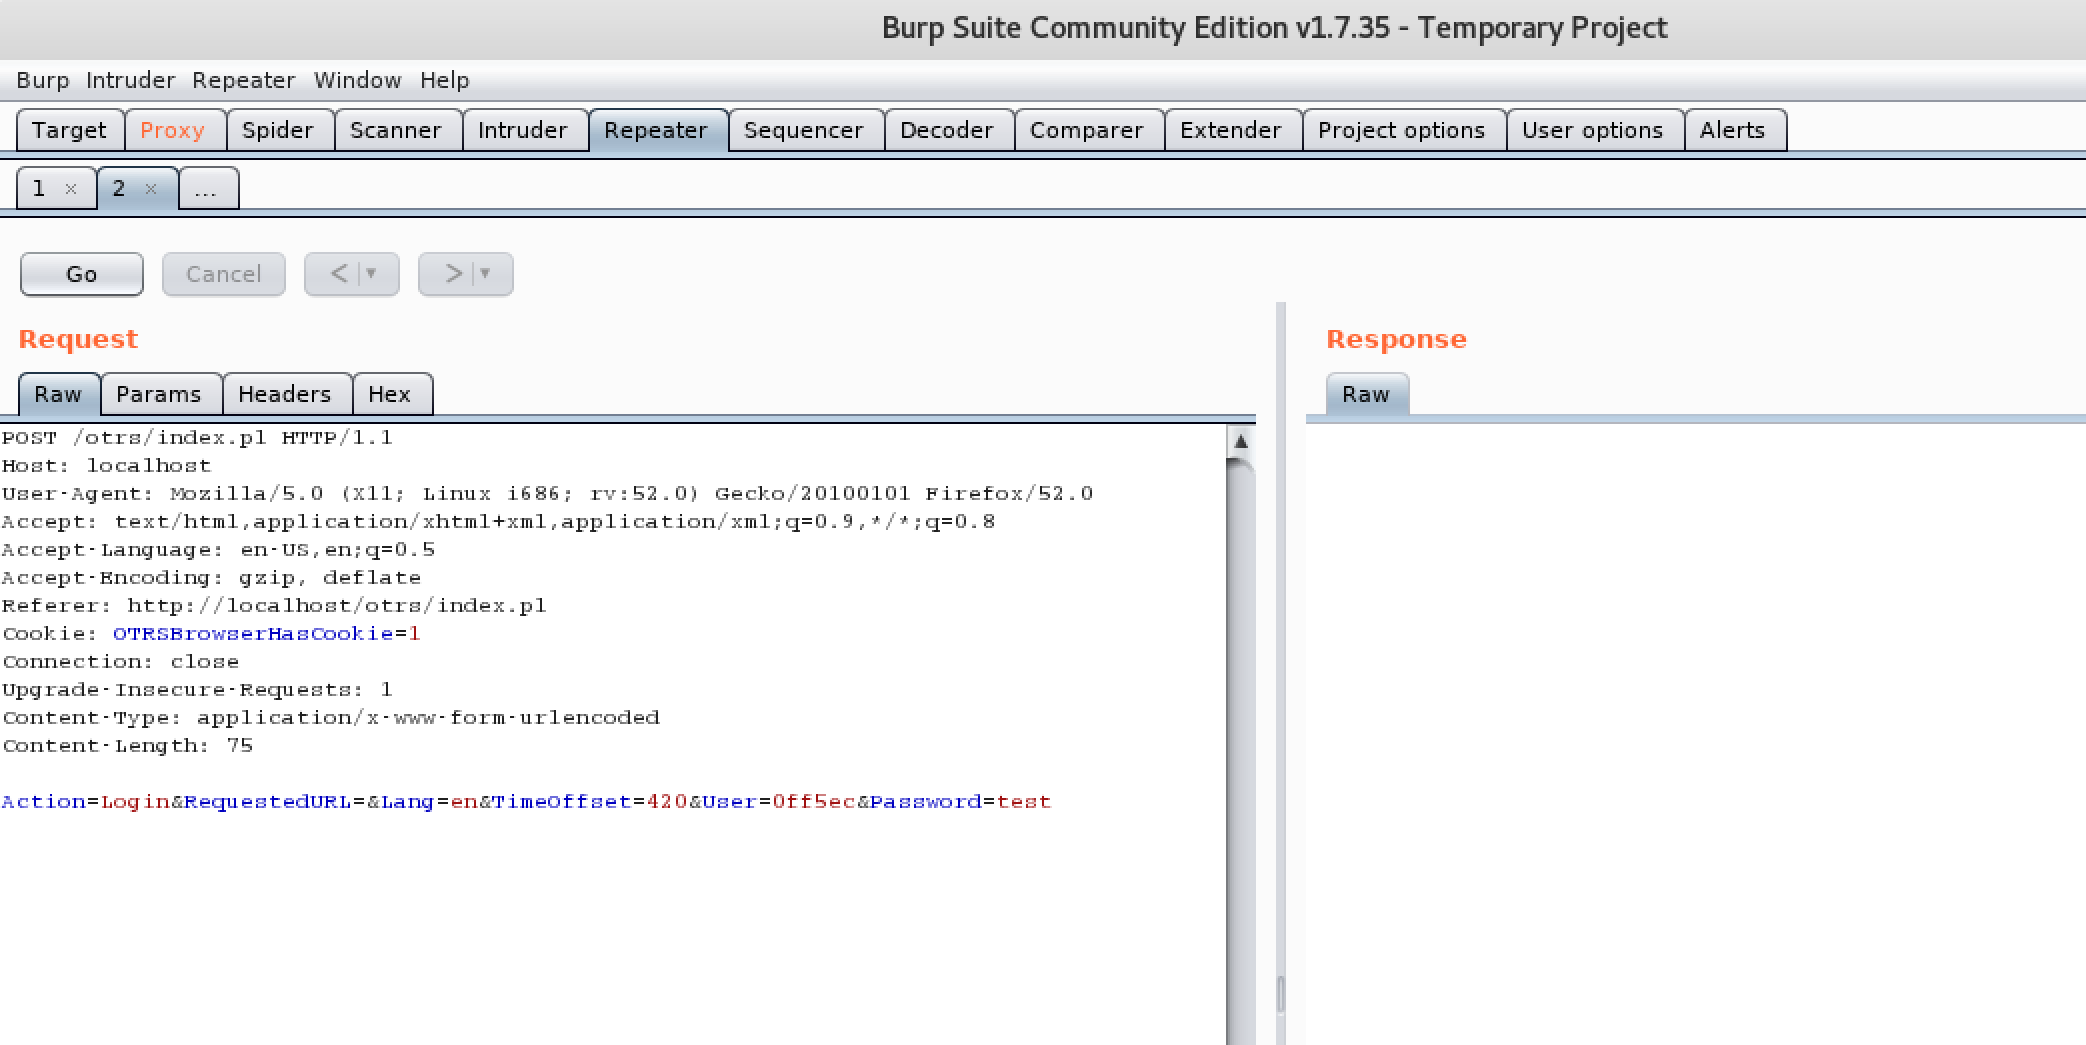 Burp Suite Community Edition v1.7.35 - Temporary Project
Burp Intruder Repeater Window Help
Target Proxy Spider Scanner Intruder Repeater Sequencer Decoder Comparer Extender Project options User options Alerts
1 × 2 × ...
Go Cancel < ▼ > ▼
Request
Response
Raw Params Headers Hex
Raw
POST /otrs/index.pl HTTP/1.1
Host: localhost
User-Agent: Mozilla/5.0 (X11; Linux i686; rv:52.0) Gecko/20100101 Firefox/52.0
Accept: text/html,application/xhtml+xml,application/xml;q=0.9,*/*;q=0.8
Accept-Language: en-US,en;q=0.5
Accept-Encoding: gzip, deflate
Referer: http://localhost/otrs/index.pl
Cookie: OTRSBrowserHasCookie=1
Connection: close
Upgrade-Insecure-Requests: 1
Content-Type: application/x-www-form-urlencoded
Content-Length: 75
Action=Login&RequestedURL=&Lang=en&TimeOffset=420&User=0ff5ec&Password=test